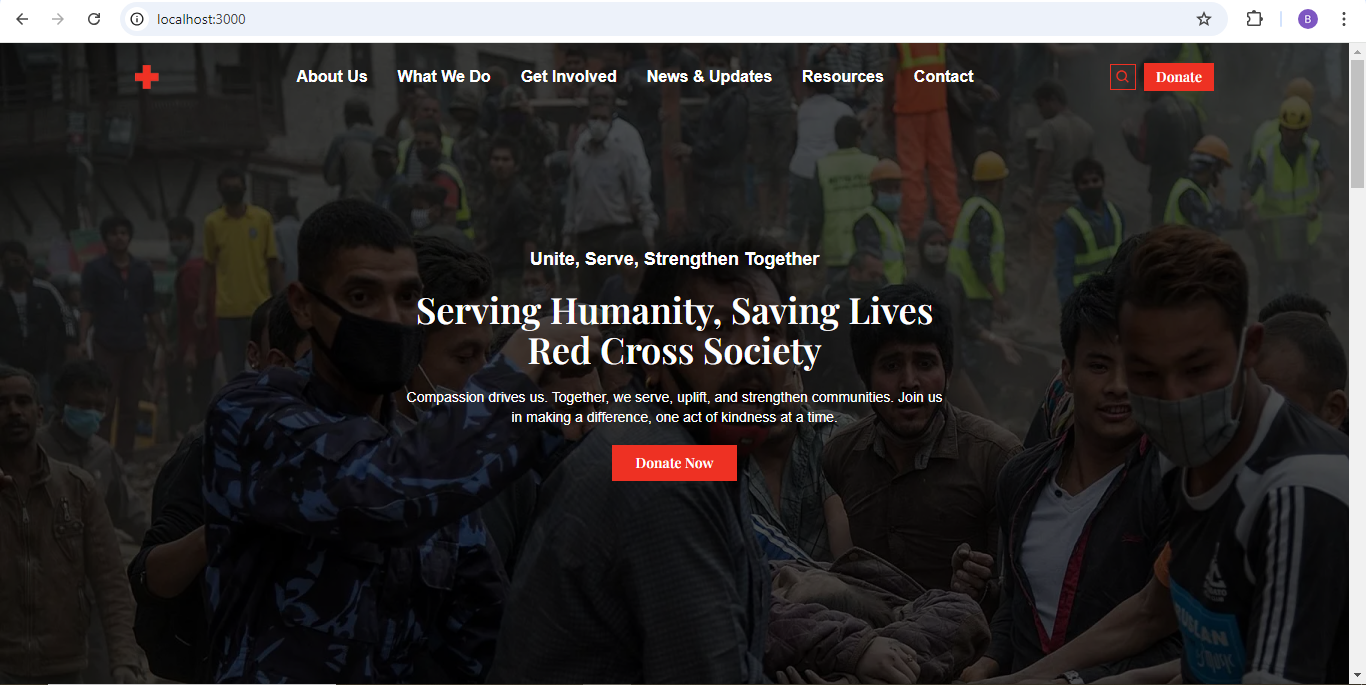 localhost:3000
B
About Us What We Do Get Involved News & Updates Resources Contact Donate
Unite, Serve, Strengthen Together
Serving Humanity, Saving Lives
Red Cross Society
Compassion drives us. Together, we serve, uplift, and strengthen communities. Join us
in making a difference, one act of kindness at a time.
Donate Now